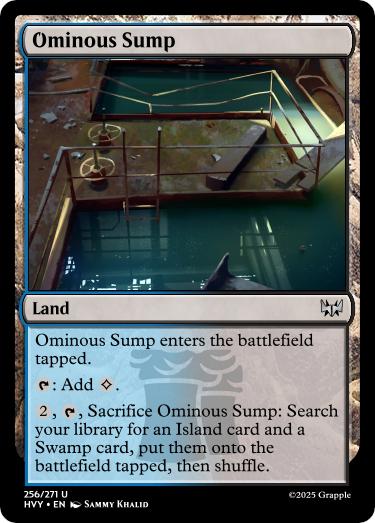 Ominous Sump
Land
Ominous Sump enters the battlefield
tapped.
: Add .
2, , Sacrifice Ominous Sump: Search
your library for an Island card and a
Swamp card, put them onto the
battlefield tapped, then shuffle.
256/271 U
HVY • EN Sammy Khalid
©2025 Grapple